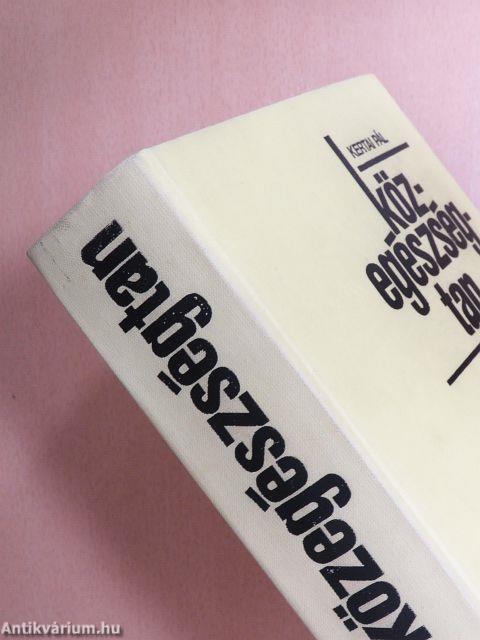 KERTAI PÁL
köz-
egészség-
tan
közegészségtan
Antikvárium.hu